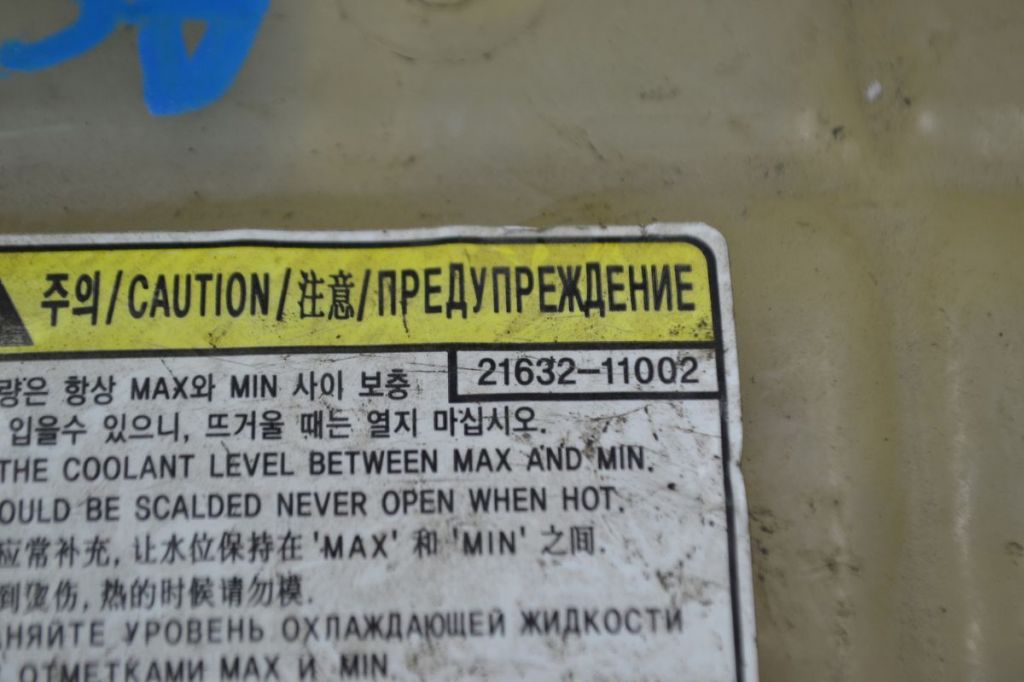 주의/CAUTION/注意/ПРЕДУПРЕЖДЕНИЕ
21632-11002
량은 항상 MAX와 MIN 사이 보충
입을수 있으니, 뜨거울 때는 열지 마십시오.
THE COOLANT LEVEL BETWEEN MAX AND MIN.
OULD BE SCALDED NEVER OPEN WHEN HOT.
应常补充, 让水位保持在 'MAX' 和 'MIN' 之间.
到烫伤, 热的时候请勿模.
АНЯЙТЕ УРОВЕНЬ ОХЛАЖДАЮЩЕЙ ЖИДКОСТИ
ОТМЕТКАМИ MAX И MIN.